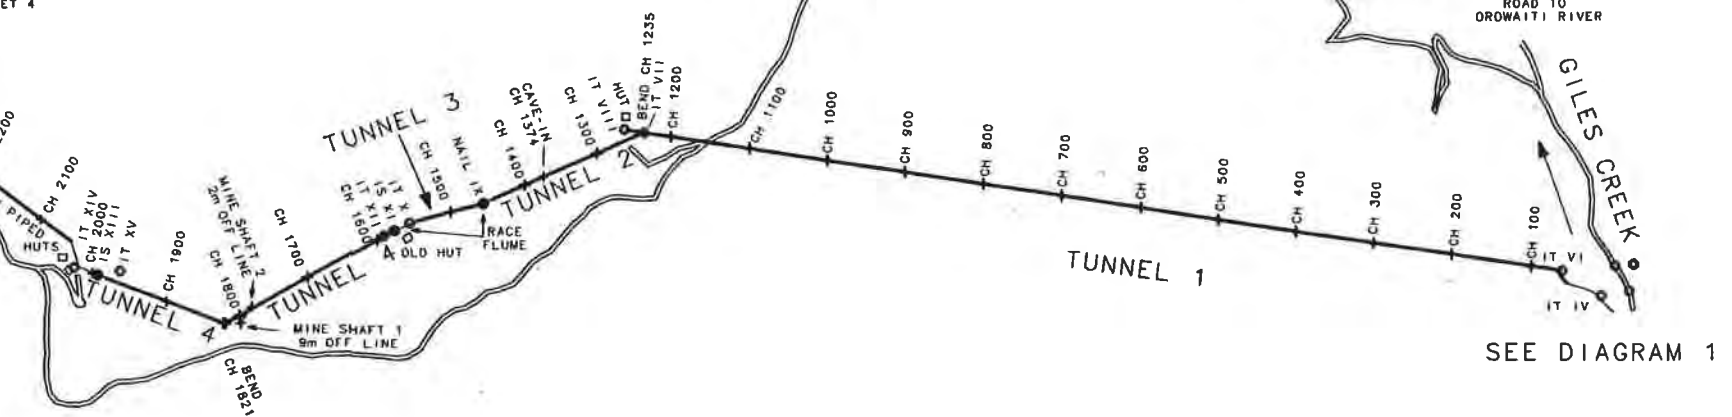 ET 4
ROAD TO
OROWAITI RIVER
GILES CREEK
2200
CH 2100
PIPED
HUTS
IT XIV
CH 2000
IS XIII
IT XV
CH 1900
TUNNEL 4
MINE SHAFT 2
2m OFF LINE
CH 1800
MINE SHAFT 1
9m OFF LINE
BEND
CH 1821
CH 1700
TUNNEL 4
TUNNEL 3
CH 1600
IT XII
IS XI
IT X
OLD HUT
CH 1500
NAIL IX
RACE
FLUME
TUNNEL 2
CH 1400
CAVE-IN
CH 1374
CH 1300
IT VIII
HUT
BEND CH 1235
IT VII
CH 1200
CH 1100
CH 1000
CH 900
CH 800
CH 700
CH 600
CH 500
CH 400
CH 300
CH 200
CH 100
TUNNEL 1
IT VI
IT IV
SEE DIAGRAM 1